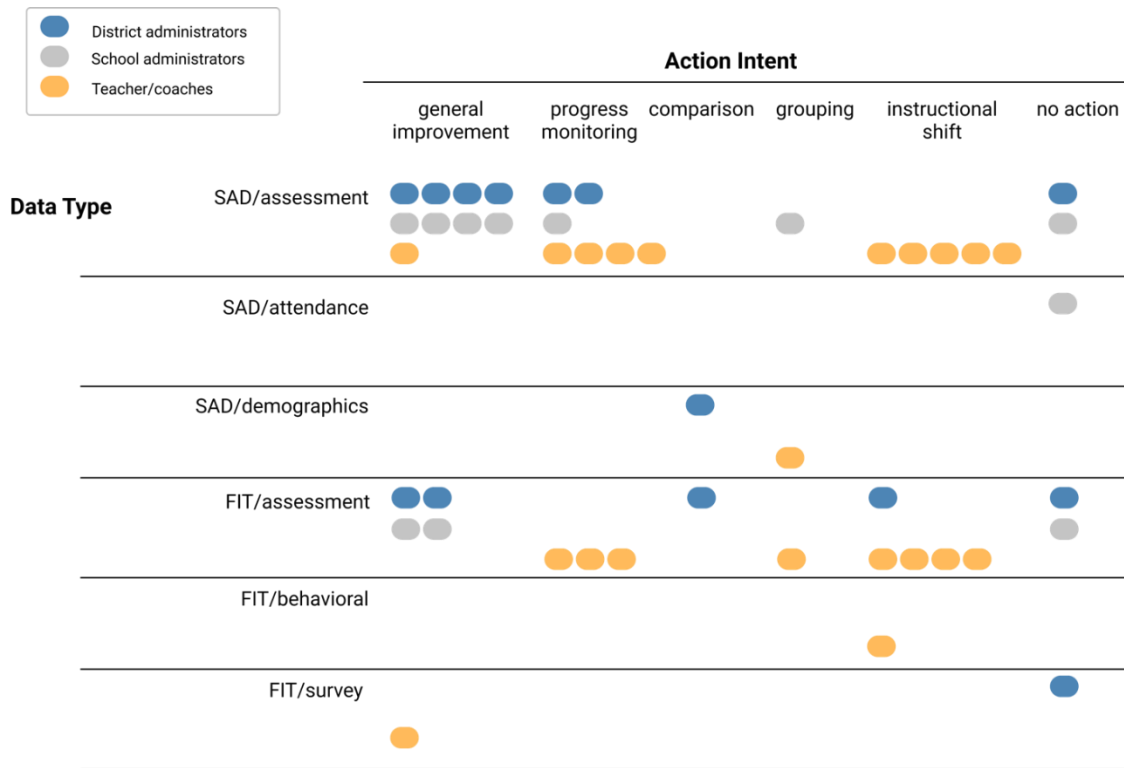 District administrators
School administrators
Teacher/coaches
Action Intent
general improvement
progress monitoring
comparison
grouping
instructional shift
no action
Data Type
SAD/assessment
SAD/attendance
SAD/demographics
FIT/assessment
FIT/behavioral
FIT/survey